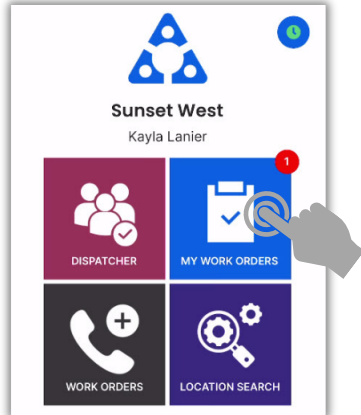 Sunset West
Kayla Lanier
1
DISPATCHER
MY WORK ORDERS
WORK ORDERS
LOCATION SEARCH